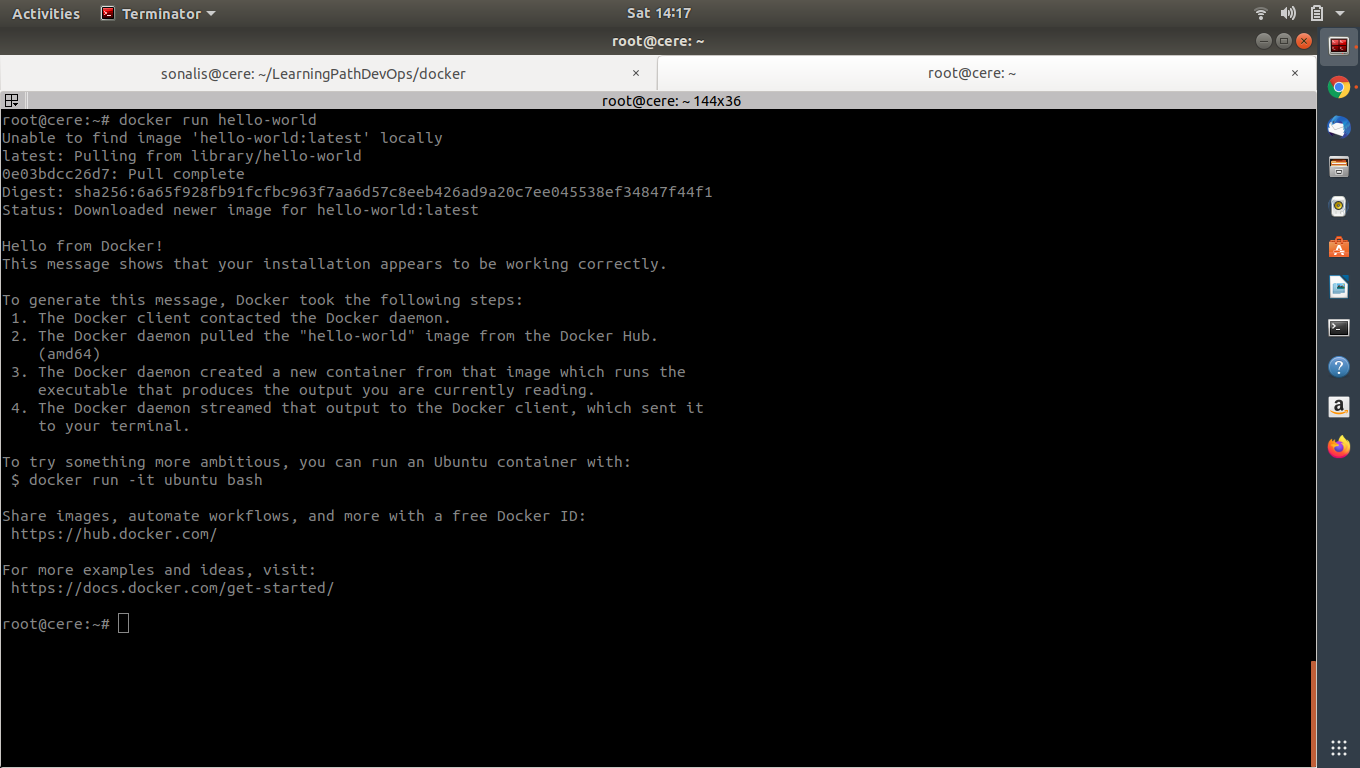 Activities Terminator Sat 14:17
root@cere: ~
sonalis@cere: ~/LearningPathDevOps/docker × root@cere: ~ ×
root@cere: ~ 144x36
root@cere:~# docker run hello-world
Unable to find image 'hello-world:latest' locally
latest: Pulling from library/hello-world
0e03bdcc26d7: Pull complete
Digest: sha256:6a65f928fb91fcfbc963f7aa6d57c8eeb426ad9a20c7ee045538ef34847f44f1
Status: Downloaded newer image for hello-world:latest

Hello from Docker!
This message shows that your installation appears to be working correctly.

To generate this message, Docker took the following steps:
 1. The Docker client contacted the Docker daemon.
 2. The Docker daemon pulled the "hello-world" image from the Docker Hub.
    (amd64)
 3. The Docker daemon created a new container from that image which runs the
    executable that produces the output you are currently reading.
 4. The Docker daemon streamed that output to the Docker client, which sent it
    to your terminal.

To try something more ambitious, you can run an Ubuntu container with:
 $ docker run -it ubuntu bash

Share images, automate workflows, and more with a free Docker ID:
 https://hub.docker.com/

For more examples and ideas, visit:
 https://docs.docker.com/get-started/

root@cere:~#